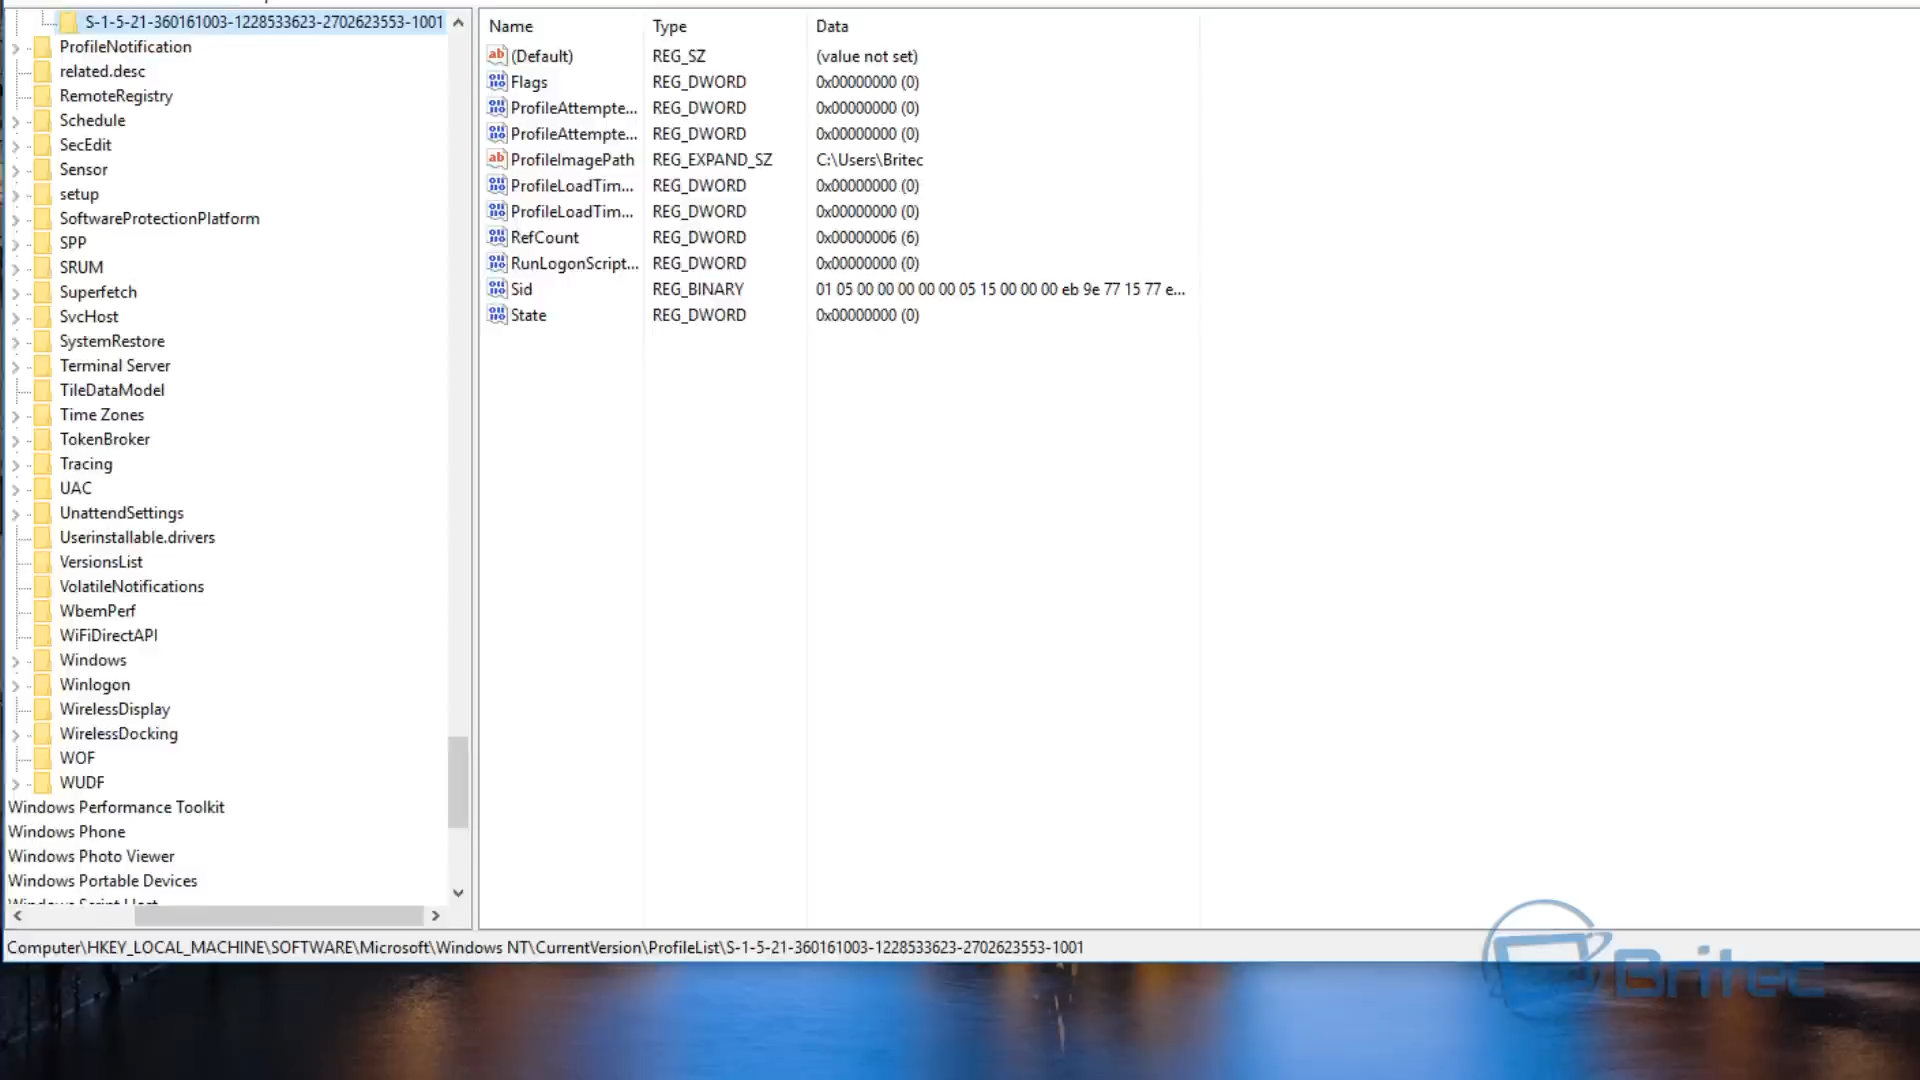 S-1-5-21-360161003-1228533623-2702623553-1001
ProfileNotification
related.desc
RemoteRegistry
Schedule
SecEdit
Sensor
setup
SoftwareProtectionPlatform
SPP
SRUM
Superfetch
SvcHost
SystemRestore
Terminal Server
TileDataModel
Time Zones
TokenBroker
Tracing
UAC
UnattendSettings
Userinstallable.drivers
VersionsList
VolatileNotifications
WbemPerf
WiFiDirectAPI
Windows
Winlogon
WirelessDisplay
WirelessDocking
WOF
WUDF
Windows Performance Toolkit
Windows Phone
Windows Photo Viewer
Windows Portable Devices
Windows Script Host
Name Type Data
(Default) REG_SZ (value not set)
Flags REG_DWORD 0x00000000 (0)
ProfileAttempte... REG_DWORD 0x00000000 (0)
ProfileAttempte... REG_DWORD 0x00000000 (0)
ProfileImagePath REG_EXPAND_SZ C:\Users\Britec
ProfileLoadTim... REG_DWORD 0x00000000 (0)
ProfileLoadTim... REG_DWORD 0x00000000 (0)
RefCount REG_DWORD 0x00000006 (6)
RunLogonScript... REG_DWORD 0x00000000 (0)
Sid REG_BINARY 01 05 00 00 00 00 00 05 15 00 00 00 eb 9e 77 15 77 e...
State REG_DWORD 0x00000000 (0)
Computer\HKEY_LOCAL_MACHINE\SOFTWARE\Microsoft\Windows NT\CurrentVersion\ProfileList\S-1-5-21-360161003-1228533623-2702623553-1001
Britec